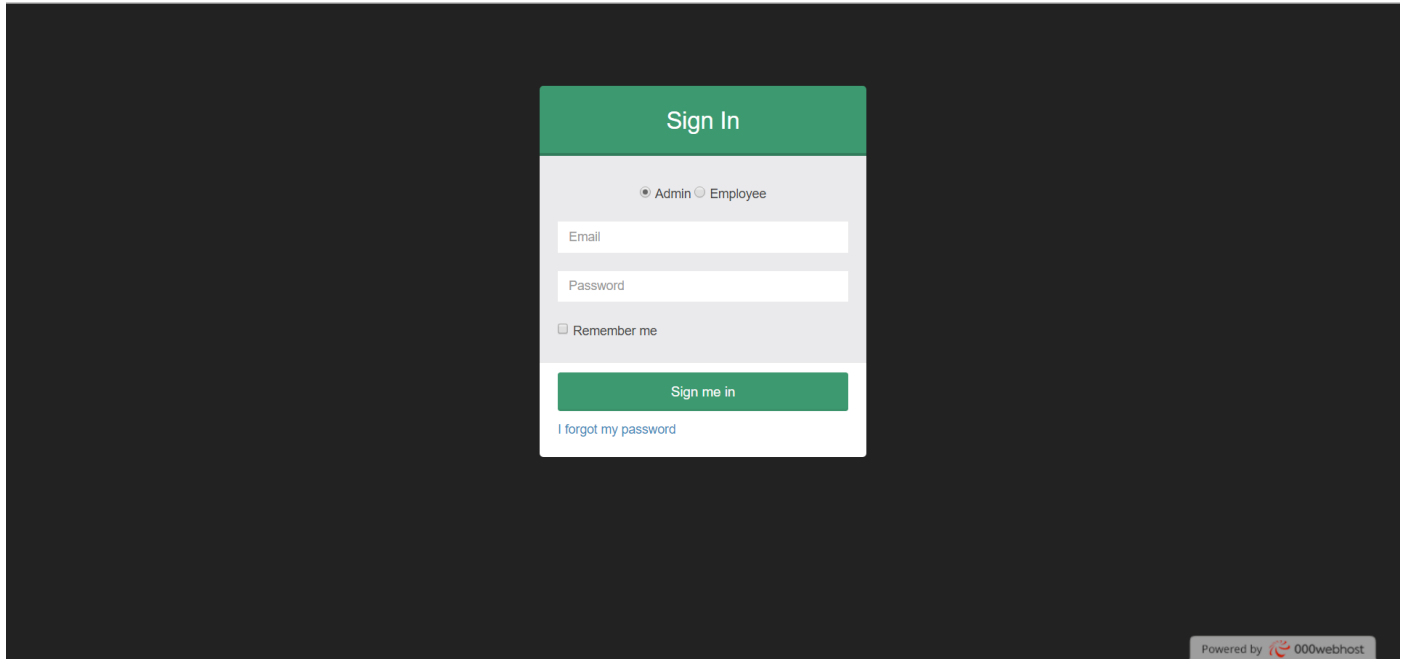 Sign In
Admin Employee
Email
Password
Remember me
Sign me in
I forgot my password
Powered by 000webhost